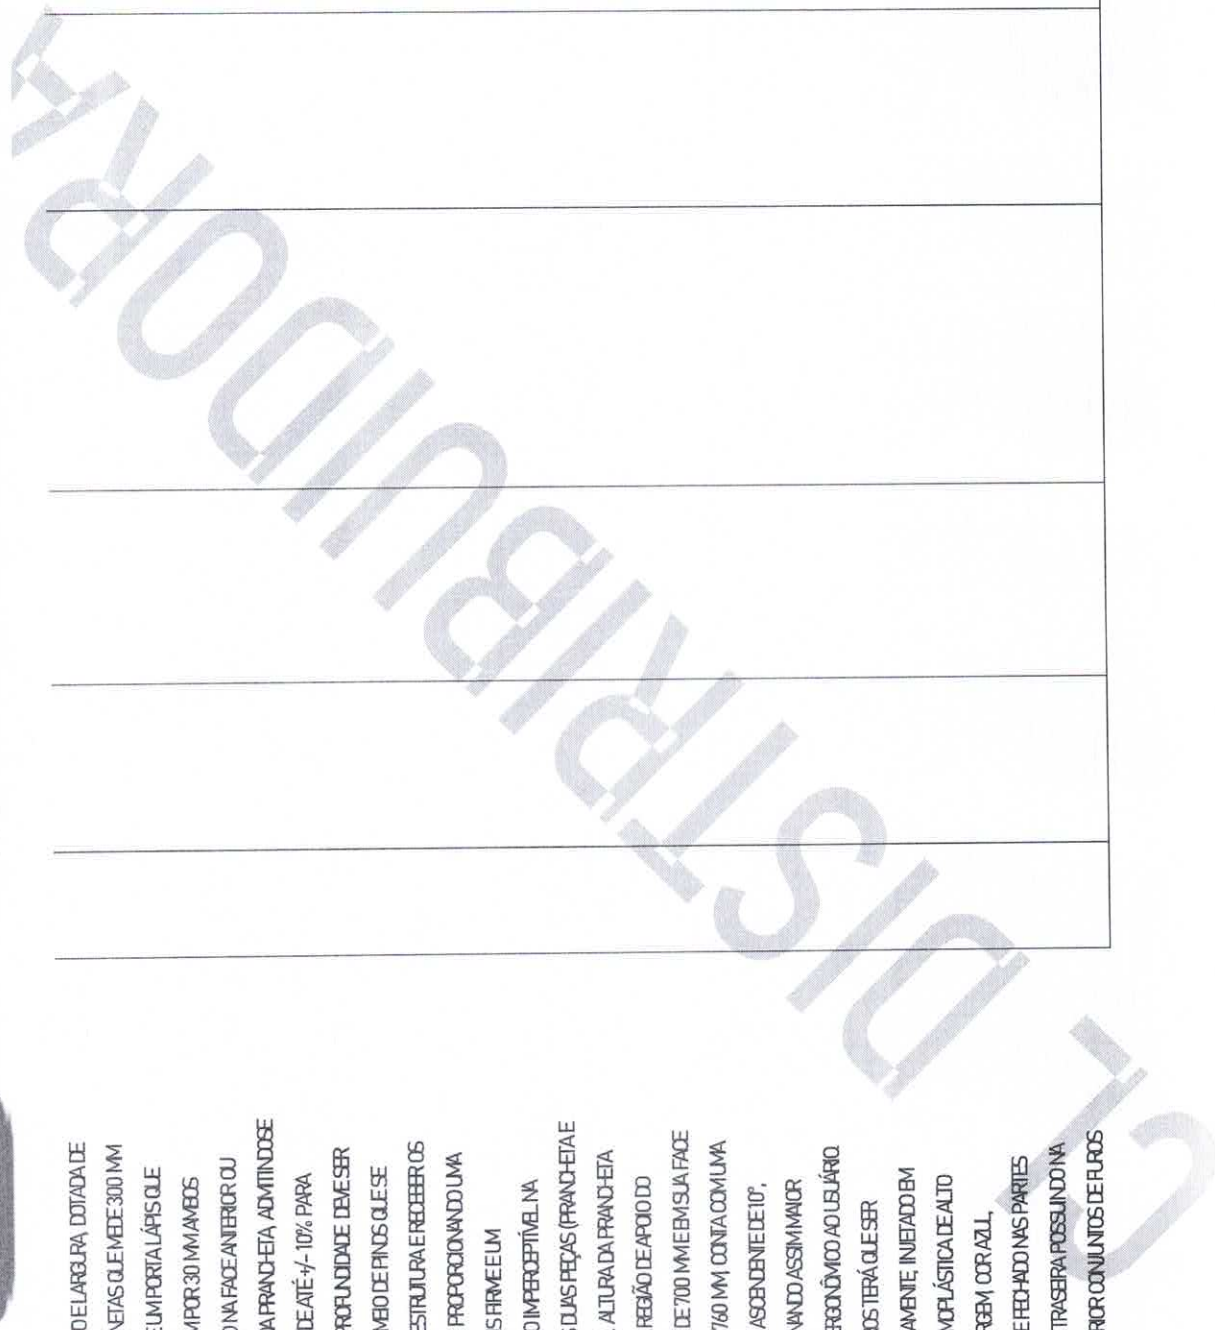 O DE LARGURA, DOTADA DE
NETAS QUE MEDE 300 MM
E UM PORTA LÁPIS QUE
M POR 30 MM AMBOS
O NA FACE ANTERIOR OU
A PRANCHETA, ADMITINDOSE
DE ATÉ +/- 10% PARA
PROFUNDIDADE DEVE SER
MEIO DE PINOS QUE SE
ESTRUTURA E RECEBER OS
PROPORCIONANDO UMA
S FIRME E UM
O IMPERCEPTÍVEL NA
S DUAS PEÇAS (PRANCHETA E
. ALTURA DA PRANCHETA
REGIÃO DE APOIO DO
DE 700 MM E EM SUA FACE
760 MM, CONTA COM UMA
ASCENDENTE DE 10°,
NANDO ASSIM MAIOR
ERGONÔMICO AO USUÁRIO.
OS TERÁ QUE SER
AMENTE, INJETADO EM
MOPLÁSTICA DE ALTO
RGEM, COR AZUL,
E FECHADO NAS PARTES
TRASEIRA POSSUINDO NA
RIOR CONJUNTOS DE FUROS
GL DISTRIBUIDORA